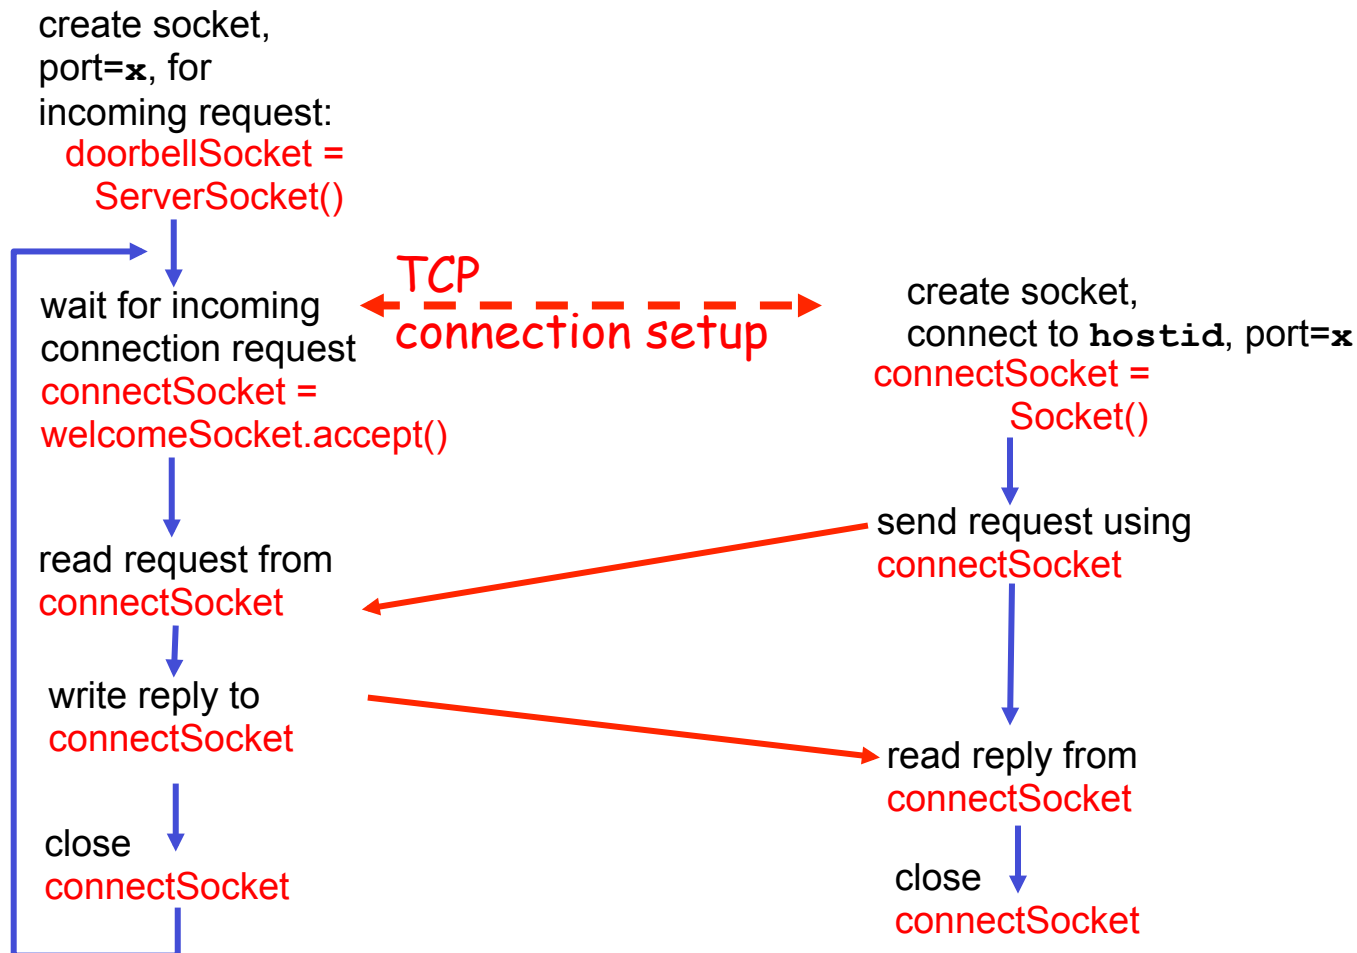 create socket,
port=x, for
incoming request:
doorbellSocket =
ServerSocket()
wait for incoming
connection request
connectSocket =
welcomeSocket.accept()
read request from
connectSocket
write reply to
connectSocket
close
connectSocket
TCP
connection setup
create socket,
connect to hostid, port=x
connectSocket =
Socket()
send request using
connectSocket
read reply from
connectSocket
close
connectSocket